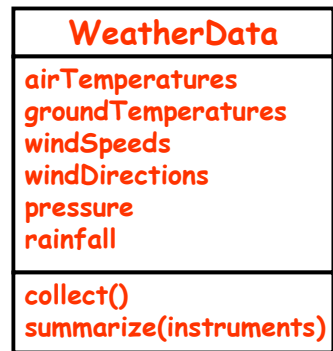 WeatherData
airTemperatures
groundTemperatures
windSpeeds
windDirections
pressure
rainfall
collect()
summarize(instruments)